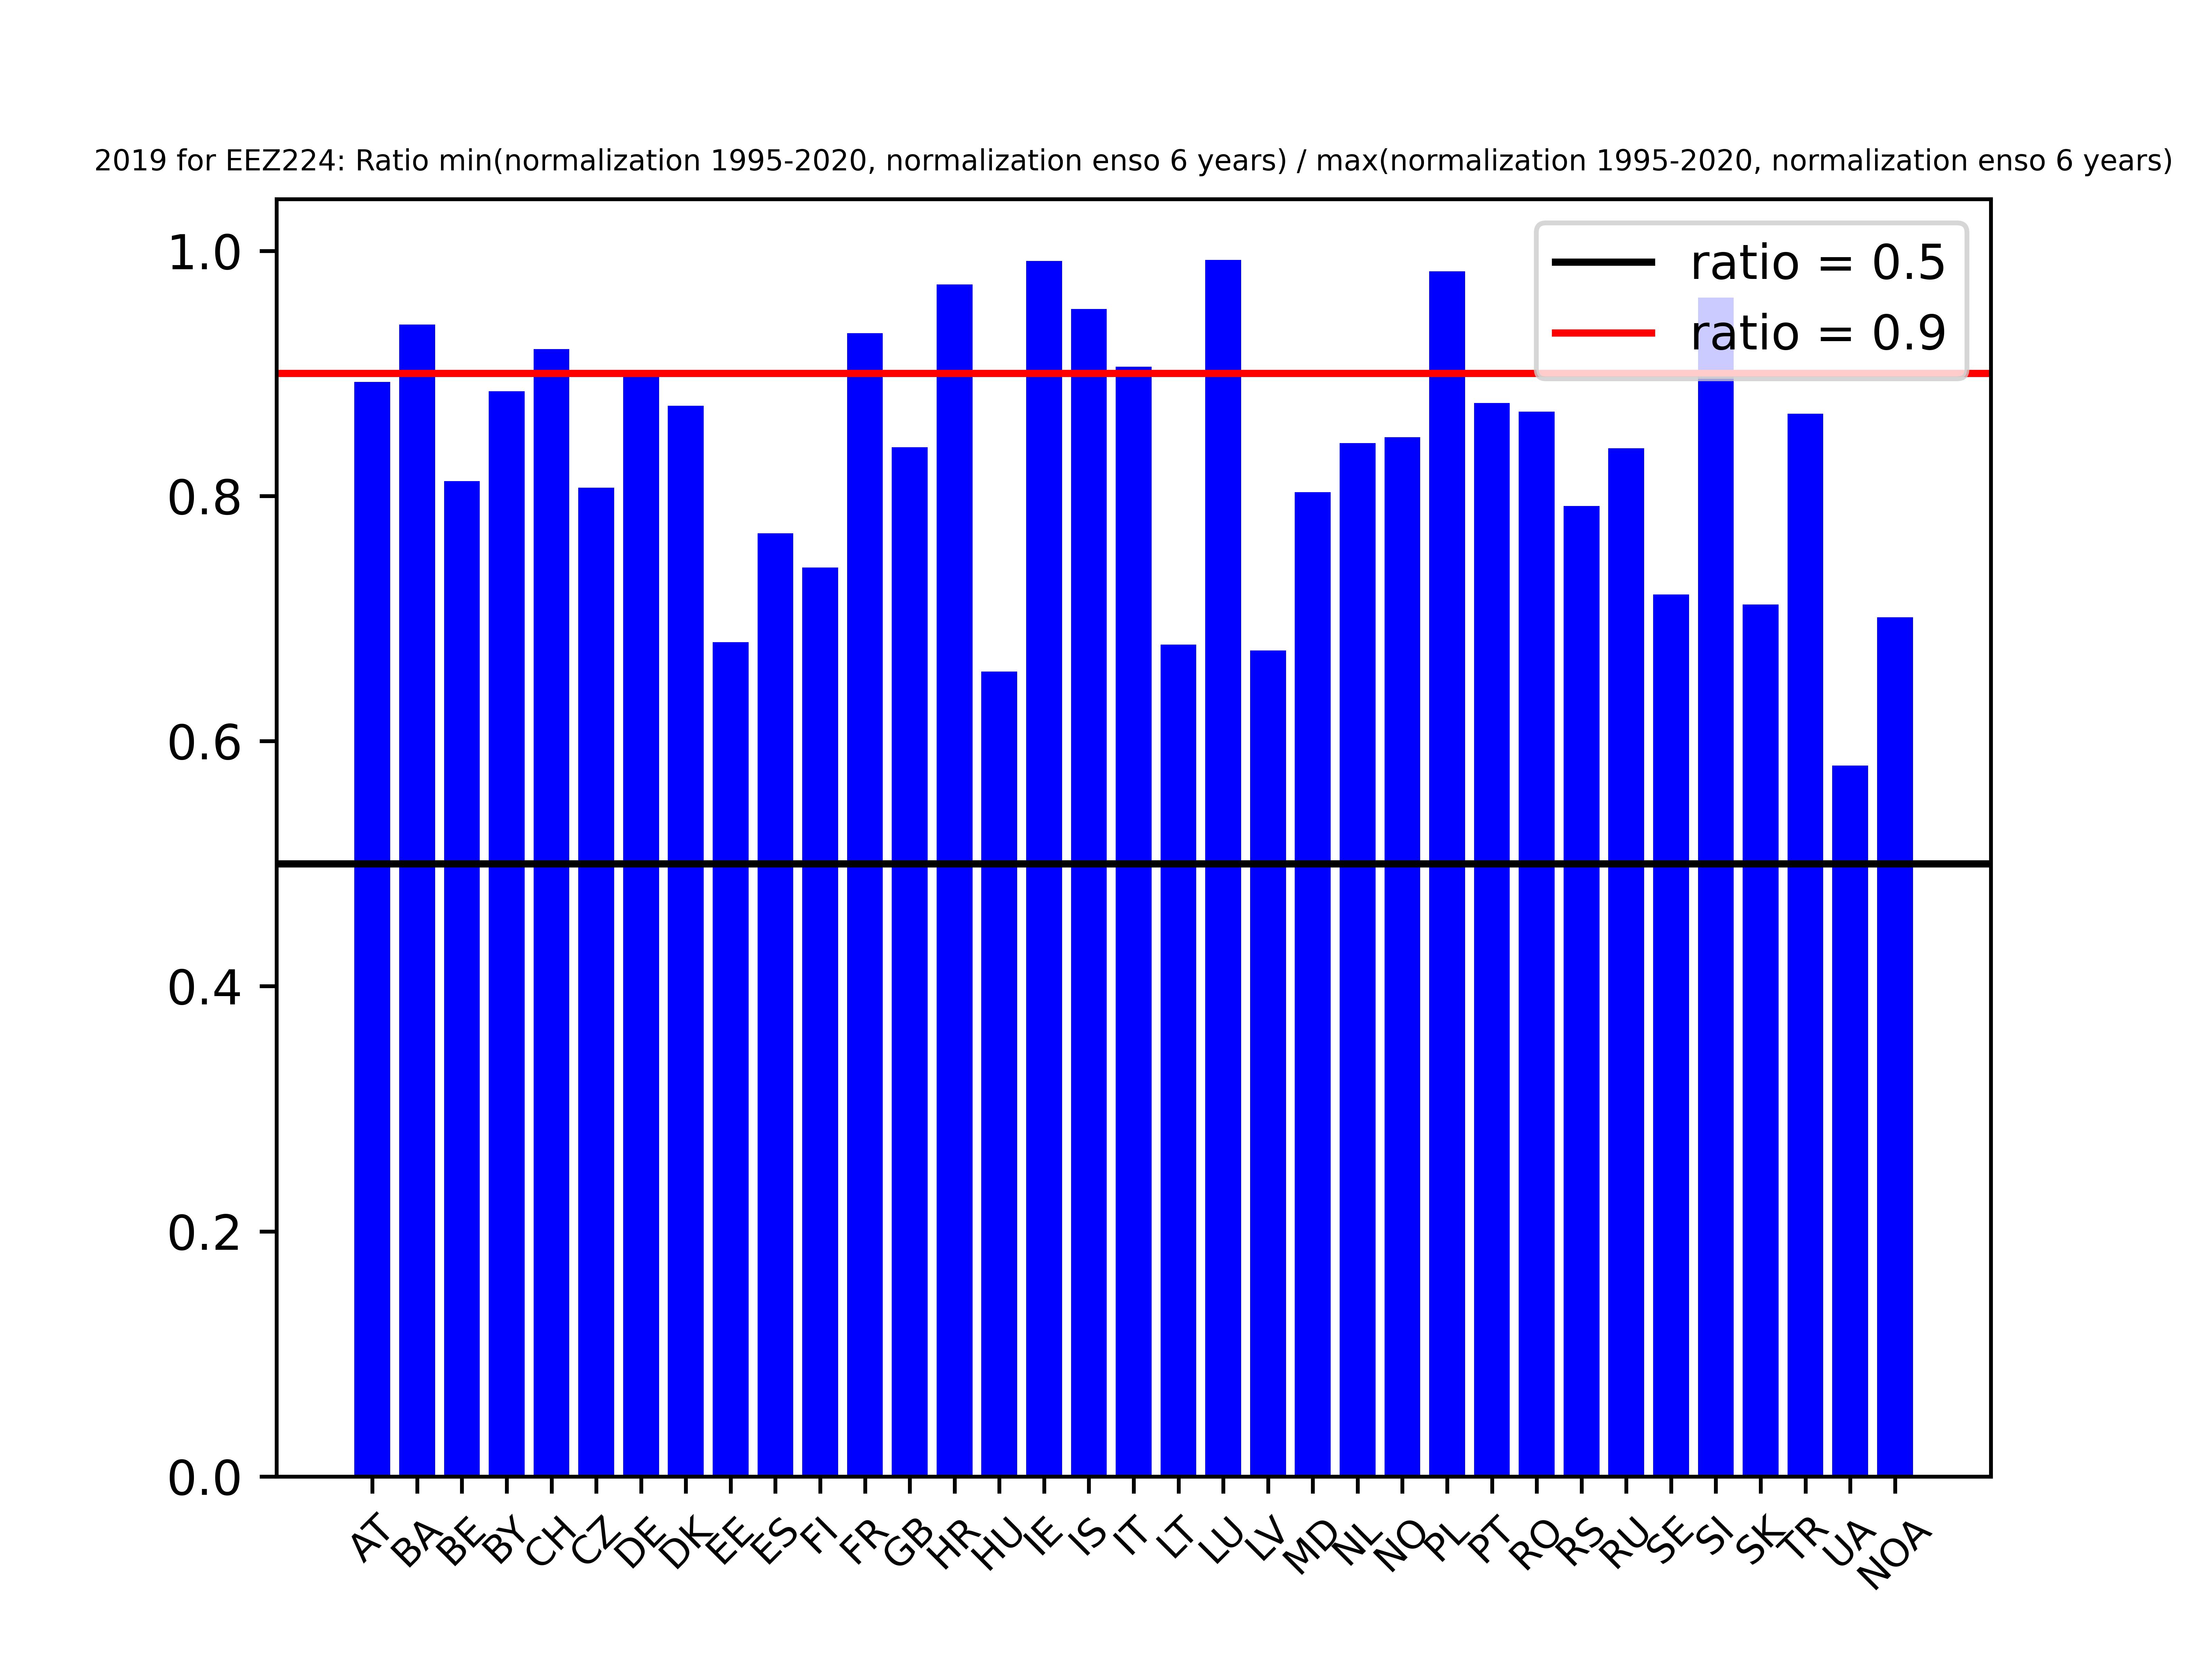 2019 for EEZ224: Ratio min(normalization 1995-2020, normalization enso 6 years) / max(normalization 1995-2020, normalization enso 6 years)
ratio = 0.5
ratio = 0.9
1.0
0.8
0.6
0.4
0.2
0.0
AT BA BE BY CH CZ DE DK EE ES FI FR GB HR HU IE IS IT LT LU LV MD NL NO PL PT RO RS RU SE SI SK TR UA NOA